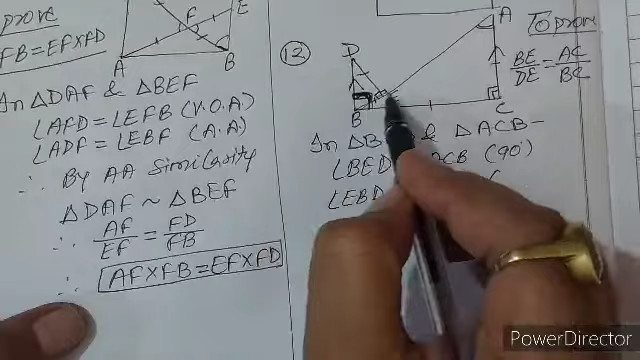 prove
FB=EF×FD
E
F
A
B
In ΔDAF & ΔBEF
∠AFD=∠EFB (V.O.A)
∠ADF=∠EBF (A.A)
∴ By AA Similarity
ΔDAF ~ ΔBEF
∴ AF/EF = FD/FB
∴ AF×FB=EF×FD
12
D
A
B
C
To prove
BE/DE = AC/BC
In ΔB & ΔACB-
∠BED CB (90°)
∠EBD
PowerDirector